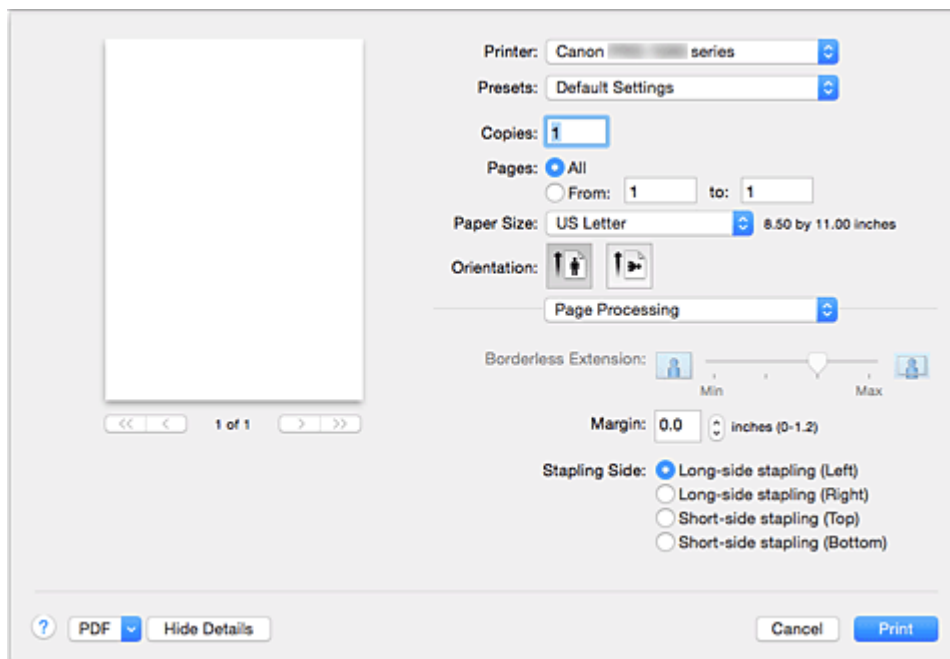 Printer: Canon series
Presets: Default Settings
Copies: 1
Pages: All
From: 1 to: 1
Paper Size: US Letter 8.50 by 11.00 inches
Orientation:
Page Processing
Borderless Extension:
Min Max
1 of 1
Margin: 0.0 inches (0-1.2)
Stapling Side: Long-side stapling (Left)
Long-side stapling (Right)
Short-side stapling (Top)
Short-side stapling (Bottom)
? PDF Hide Details Cancel Print